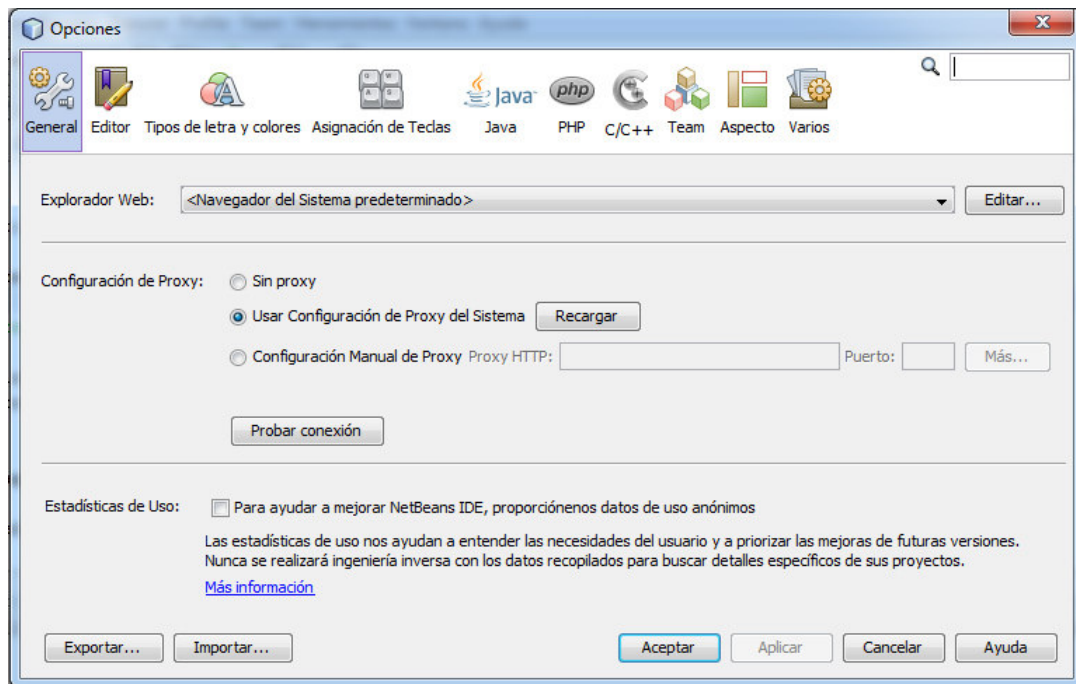 Opciones
General
Editor
Tipos de letra y colores
Asignación de Teclas
Java
Java
php
PHP
C/C++
Team
Aspecto
Varios
Explorador Web:
<Navegador del Sistema predeterminado>
Editar...
Configuración de Proxy:
Sin proxy
Usar Configuración de Proxy del Sistema
Recargar
Configuración Manual de Proxy
Proxy HTTP:
Puerto:
Más...
Probar conexión
Estadísticas de Uso:
Para ayudar a mejorar NetBeans IDE, proporciónenos datos de uso anónimos
Las estadísticas de uso nos ayudan a entender las necesidades del usuario y a priorizar las mejoras de futuras versiones.
Nunca se realizará ingeniería inversa con los datos recopilados para buscar detalles específicos de sus proyectos.
Más información
Exportar...
Importar...
Aceptar
Aplicar
Cancelar
Ayuda